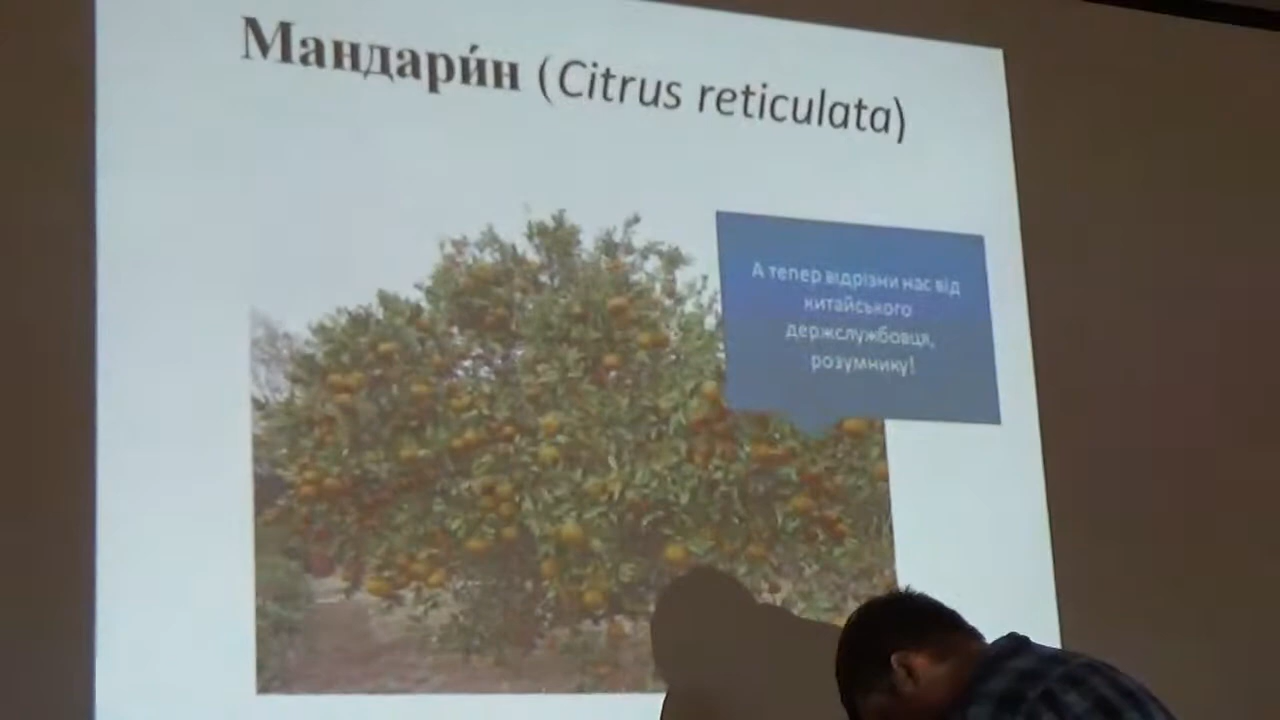 Мандари́н (Citrus reticulata)
А тепер відрізни нас від
китайського
держслужбовця,
розумнику!